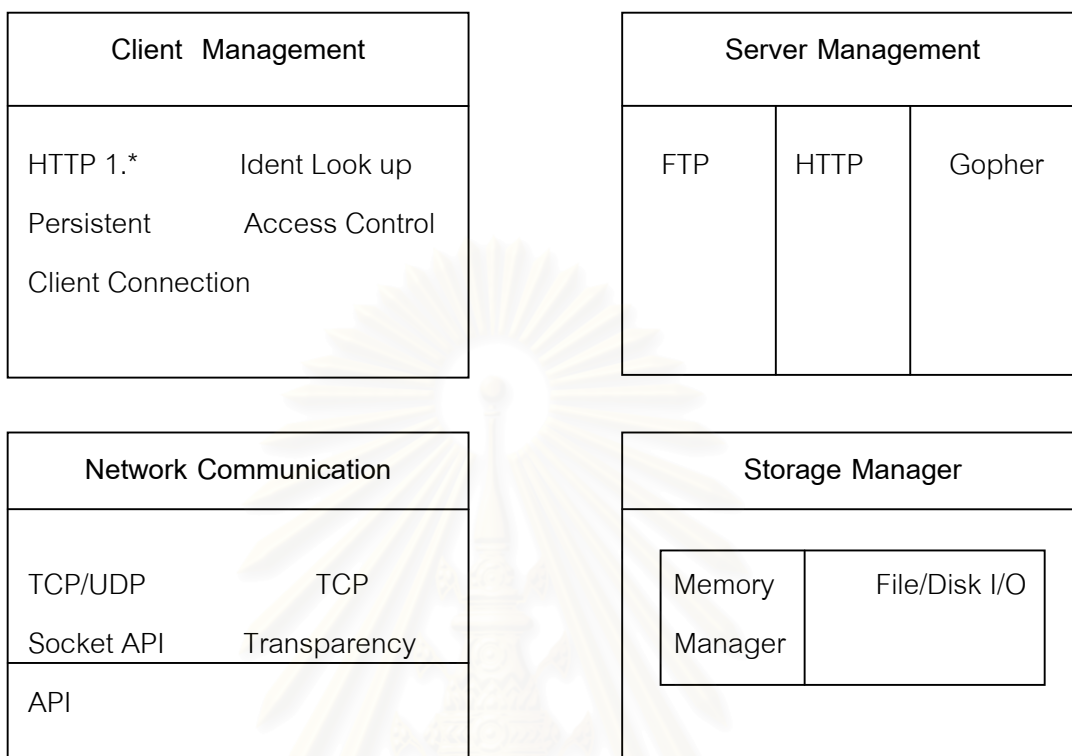 Client Management
HTTP 1.* Ident Look up
Persistent Access Control
Client Connection
Server Management
FTP HTTP Gopher
Network Communication
TCP/UDP TCP
Socket API Transparency
API
Storage Manager
Memory File/Disk I/O
Manager